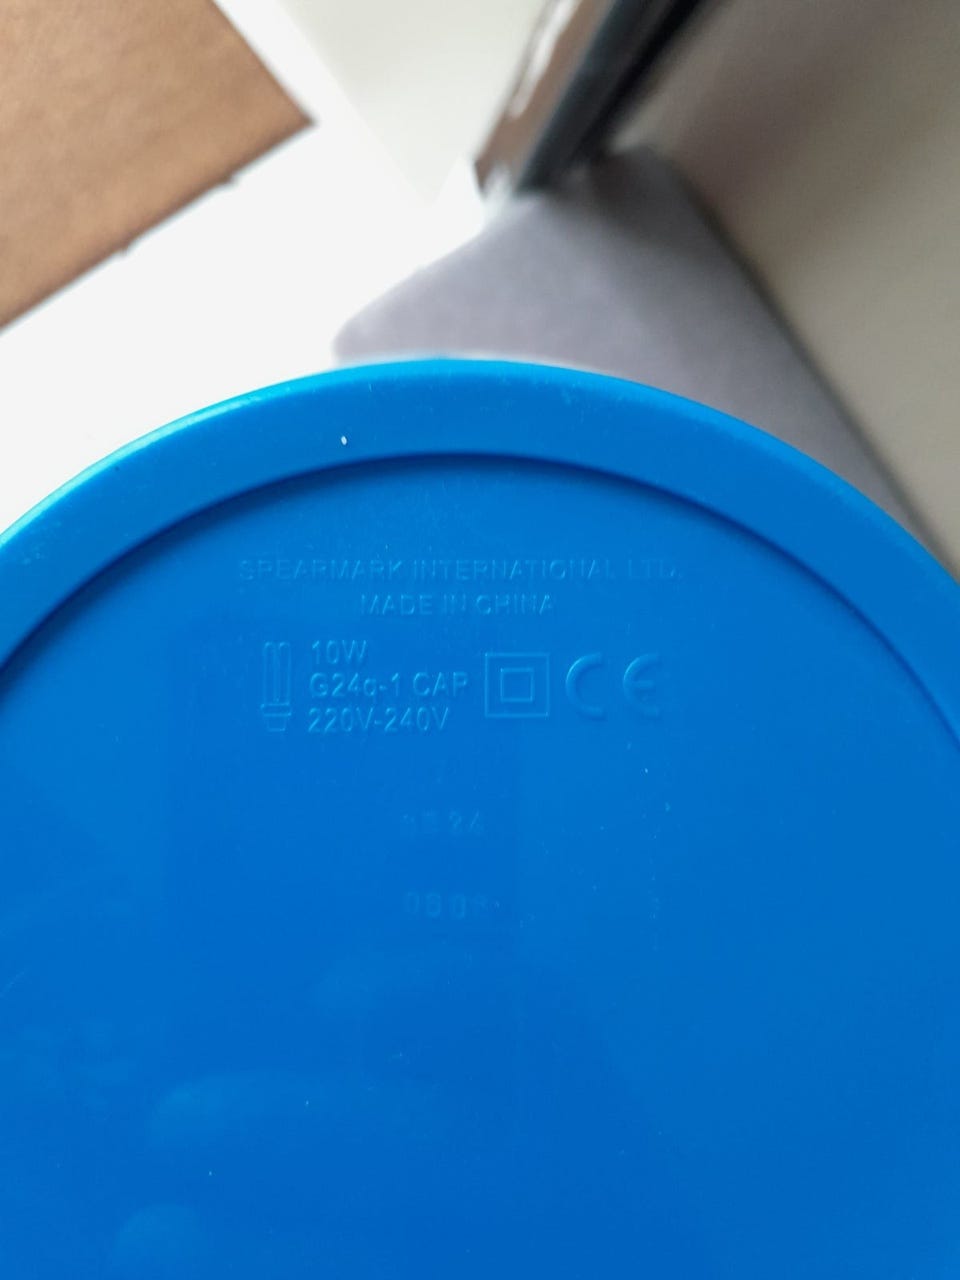 SPEARMARK INTERNATIONAL LTD.
MADE IN CHINA
10W
G24q-1 CAP
220V-240V
CE